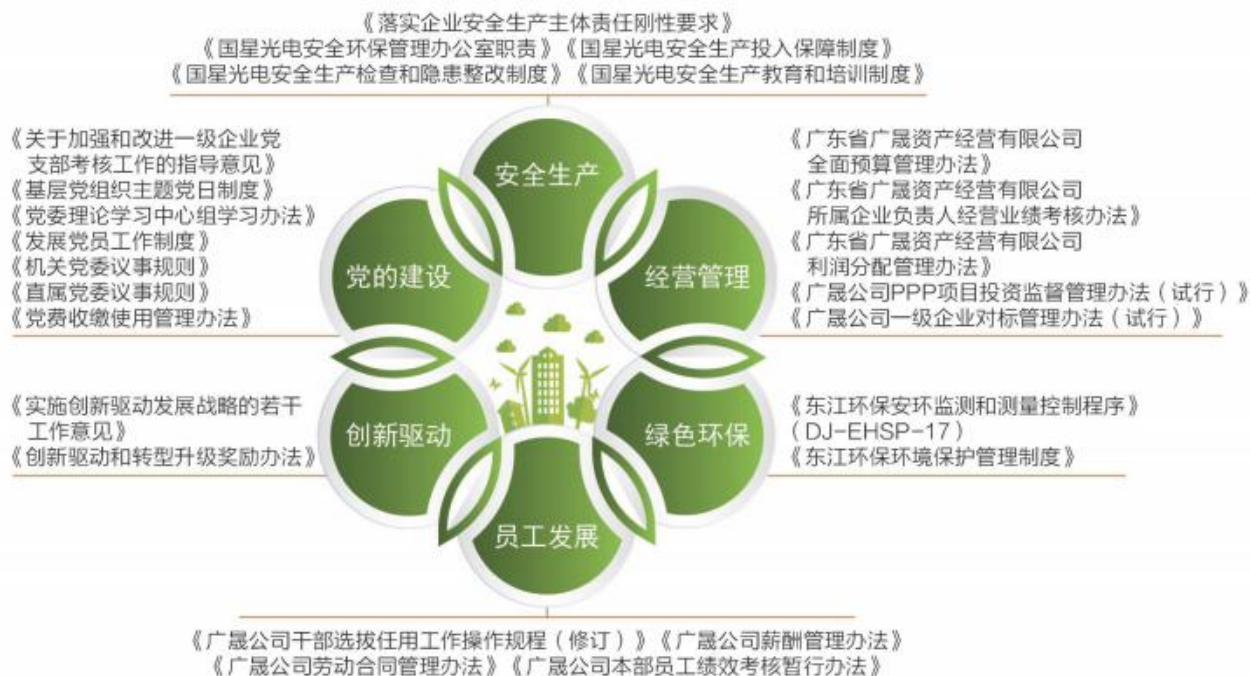 《落实企业安全生产主体责任刚性要求》
《国星光电安全环保管理办公室职责》《国星光电安全生产投入保障制度》
《国星光电安全生产检查和隐患整改制度》《国星光电安全生产教育和培训制度》
安全生产
《关于加强和改进一级企业党
支部考核工作的指导意见》
《基层党组织主题党日制度》
《党委理论学习中心组学习办法》
《发展党员工作制度》
《机关党委议事规则》
《直属党委议事规则》
《党费收缴使用管理办法》
党的建设
经营管理
《广东省广晟资产经营有限公司
全面预算管理办法》
《广东省广晟资产经营有限公司
所属企业负责人经营业绩考核办法》
《广东省广晟资产经营有限公司
利润分配管理办法》
《广晟公司PPP项目投资监督管理办法（试行）》
《广晟公司一级企业对标管理办法（试行）》
《实施创新驱动发展战略的若干
工作意见》
《创新驱动和转型升级奖励办法》
创新驱动
绿色环保
《东江环保安环监测和测量控制程序》
（DJ-EHSP-17）
《东江环保环境保护管理制度》
员工发展
《广晟公司干部选拔任用工作操作规程（修订）》《广晟公司薪酬管理办法》
《广晟公司劳动合同管理办法》《广晟公司本部员工绩效考核暂行办法》